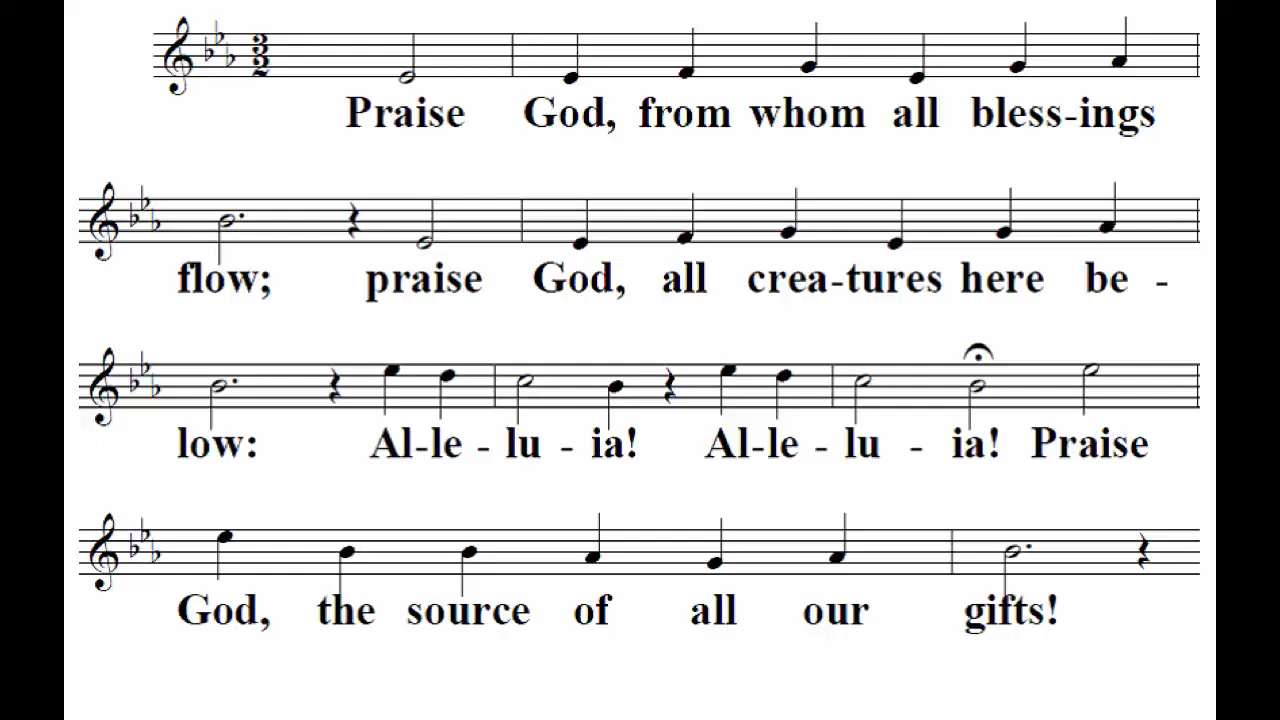 Praise God, from whom all bless-ings
flow; praise God, all crea-tures here be -
low: Al-le - lu - ia! Al-le - lu - ia! Praise
God, the source of all our gifts!